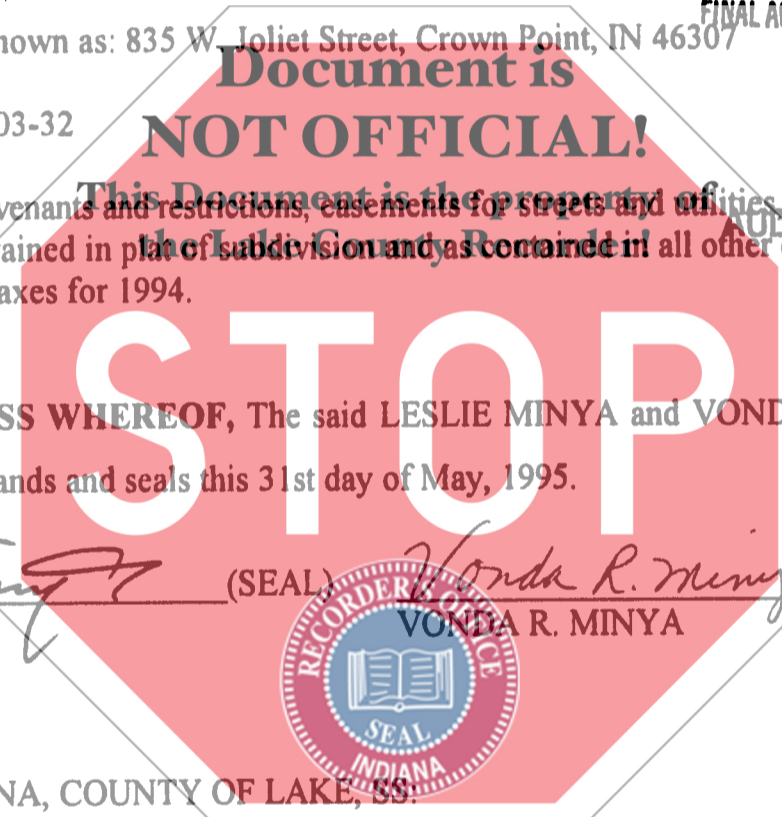 FINAL A
nown as: 835 W. Joliet Street, Crown Point, IN 46307
Document is
03-32
NOT OFFICIAL!
This Document is the property of
venants and restrictions, easements for streets and utilities
AUD
the Lake County Recorder!
ained in plat of subdivision and as contained in all other
axes for 1994.
STOP
SS WHEREOF, The said LESLIE MINYA and VOND
ands and seals this 31st day of May, 1995.
(SEAL)
Vonda R. Miny
VONDA R. MINYA
RECORDER'S OFFICE
SEAL
INDIANA
NA, COUNTY OF LAKE, SS: